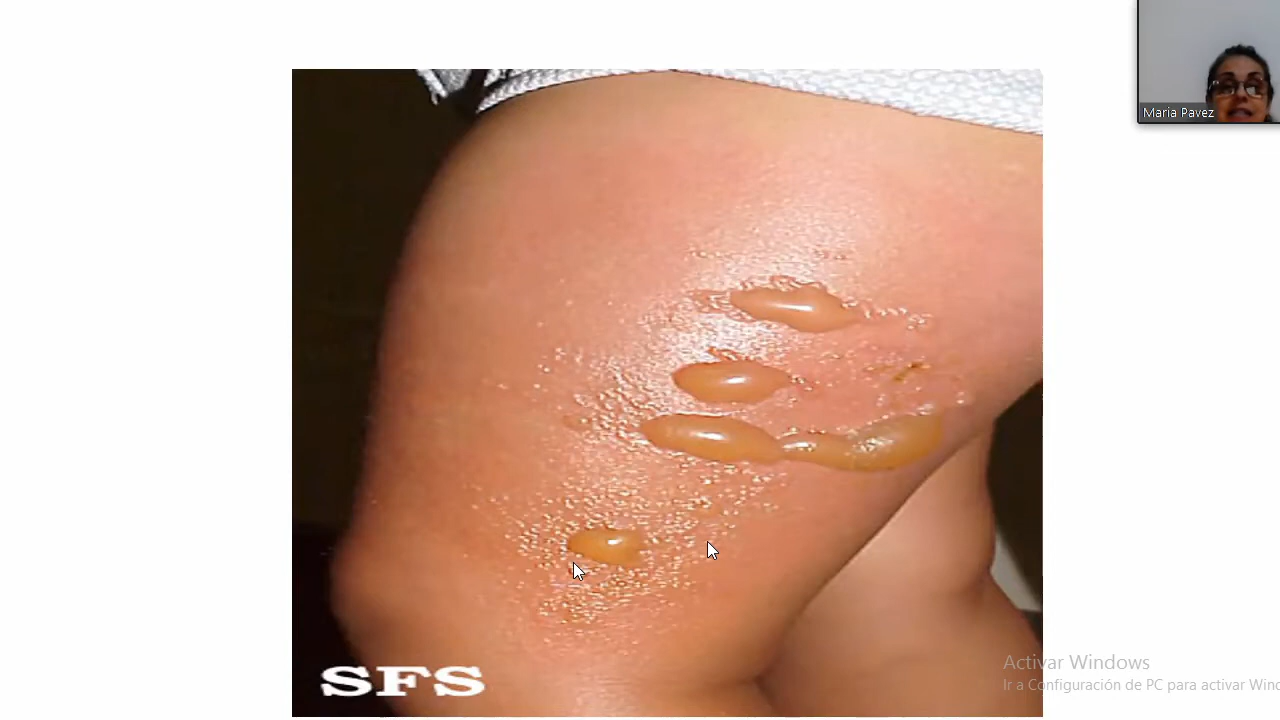 Maria Pavez
SFS
Activar Windows
Ir a Configuración de PC para activar Wind